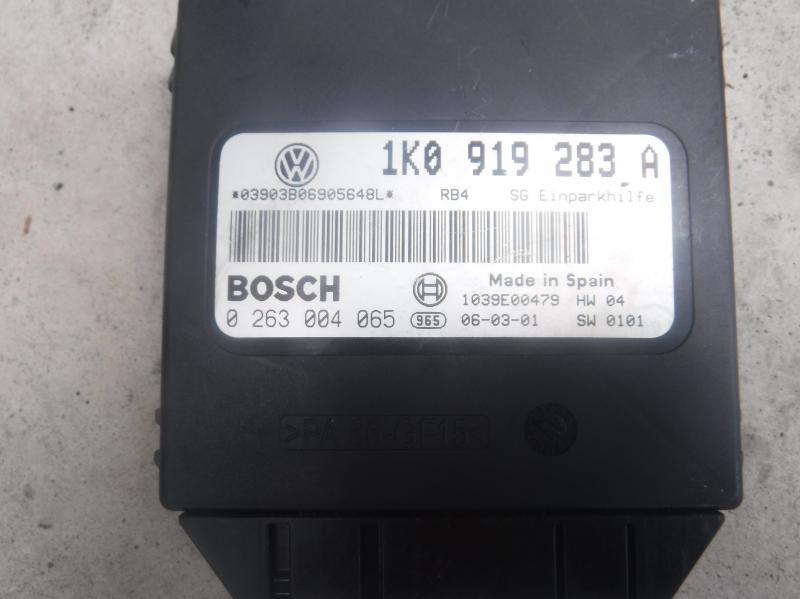 1K0 919 283 A
*03903B06905648L* RB4 SG Einparkhilfe
BOSCH Made in Spain
1039E00479 HW 04
0 263 004 065 965 06-03-01 SW 0101
>PA 66-GF15<